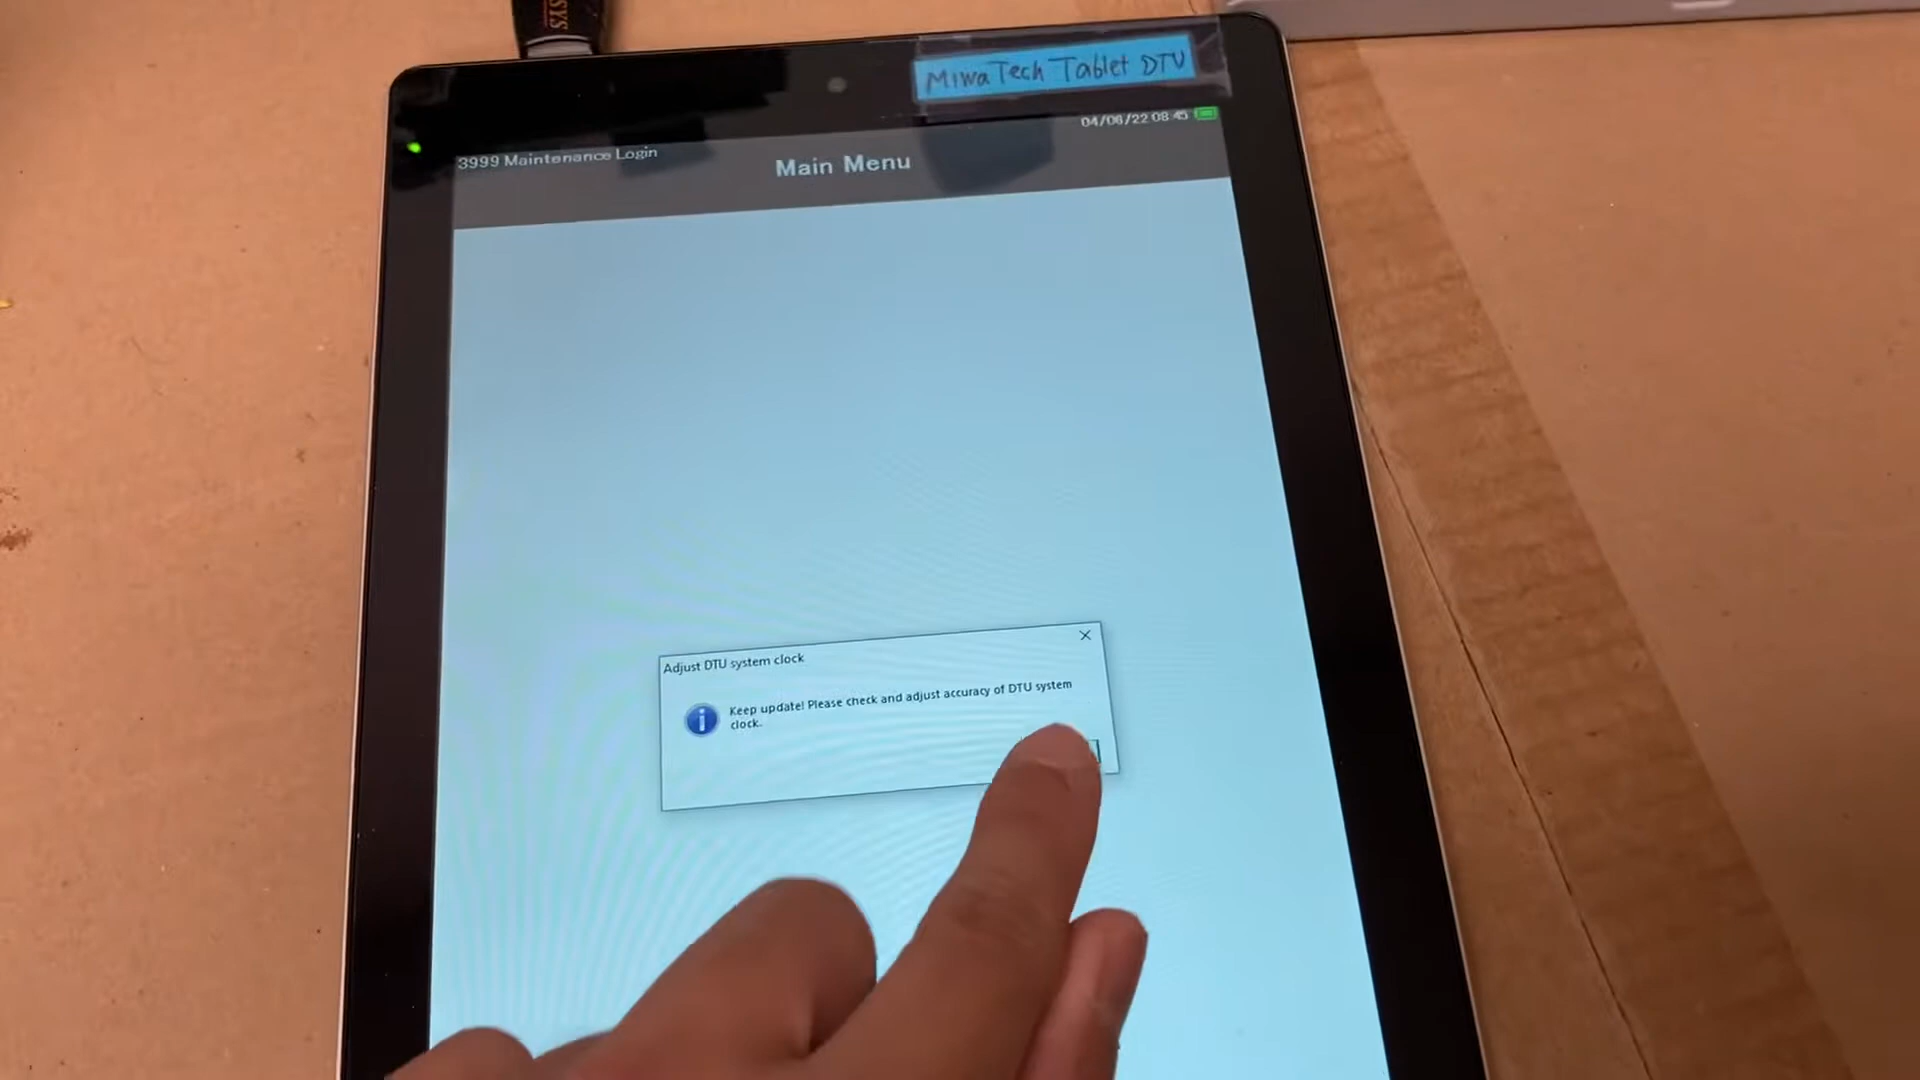 SYS
MiwaTech Tablet DTU
04/06/22 08:45
3999 Maintenance Login
Main Menu
Adjust DTU system clock
Keep update! Please check and adjust accuracy of DTU system
clock.